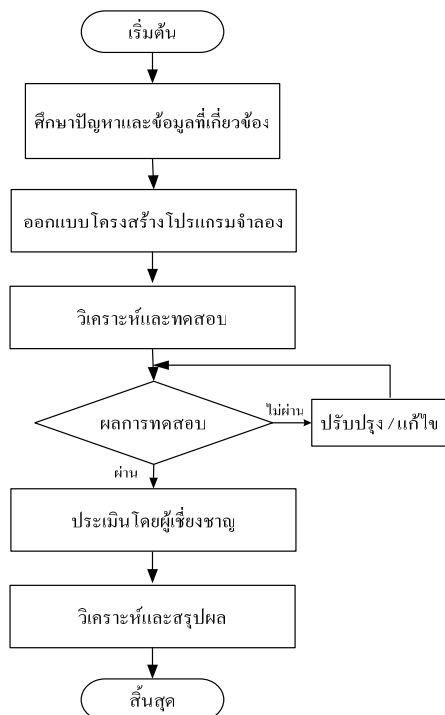 เริ่มต้น
ศึกษาปัญหาและข้อมูลที่เกี่ยวข้อง
ออกแบบโครงสร้างโปรแกรมจำลอง
วิเคราะห์และทดสอบ
ผลการทดสอบ
ไม่ผ่าน
ปรับปรุง / แก้ไข
ผ่าน
ประเมินโดยผู้เชี่ยงชาญ
วิเคราะห์และสรุปผล
สิ้นสุด